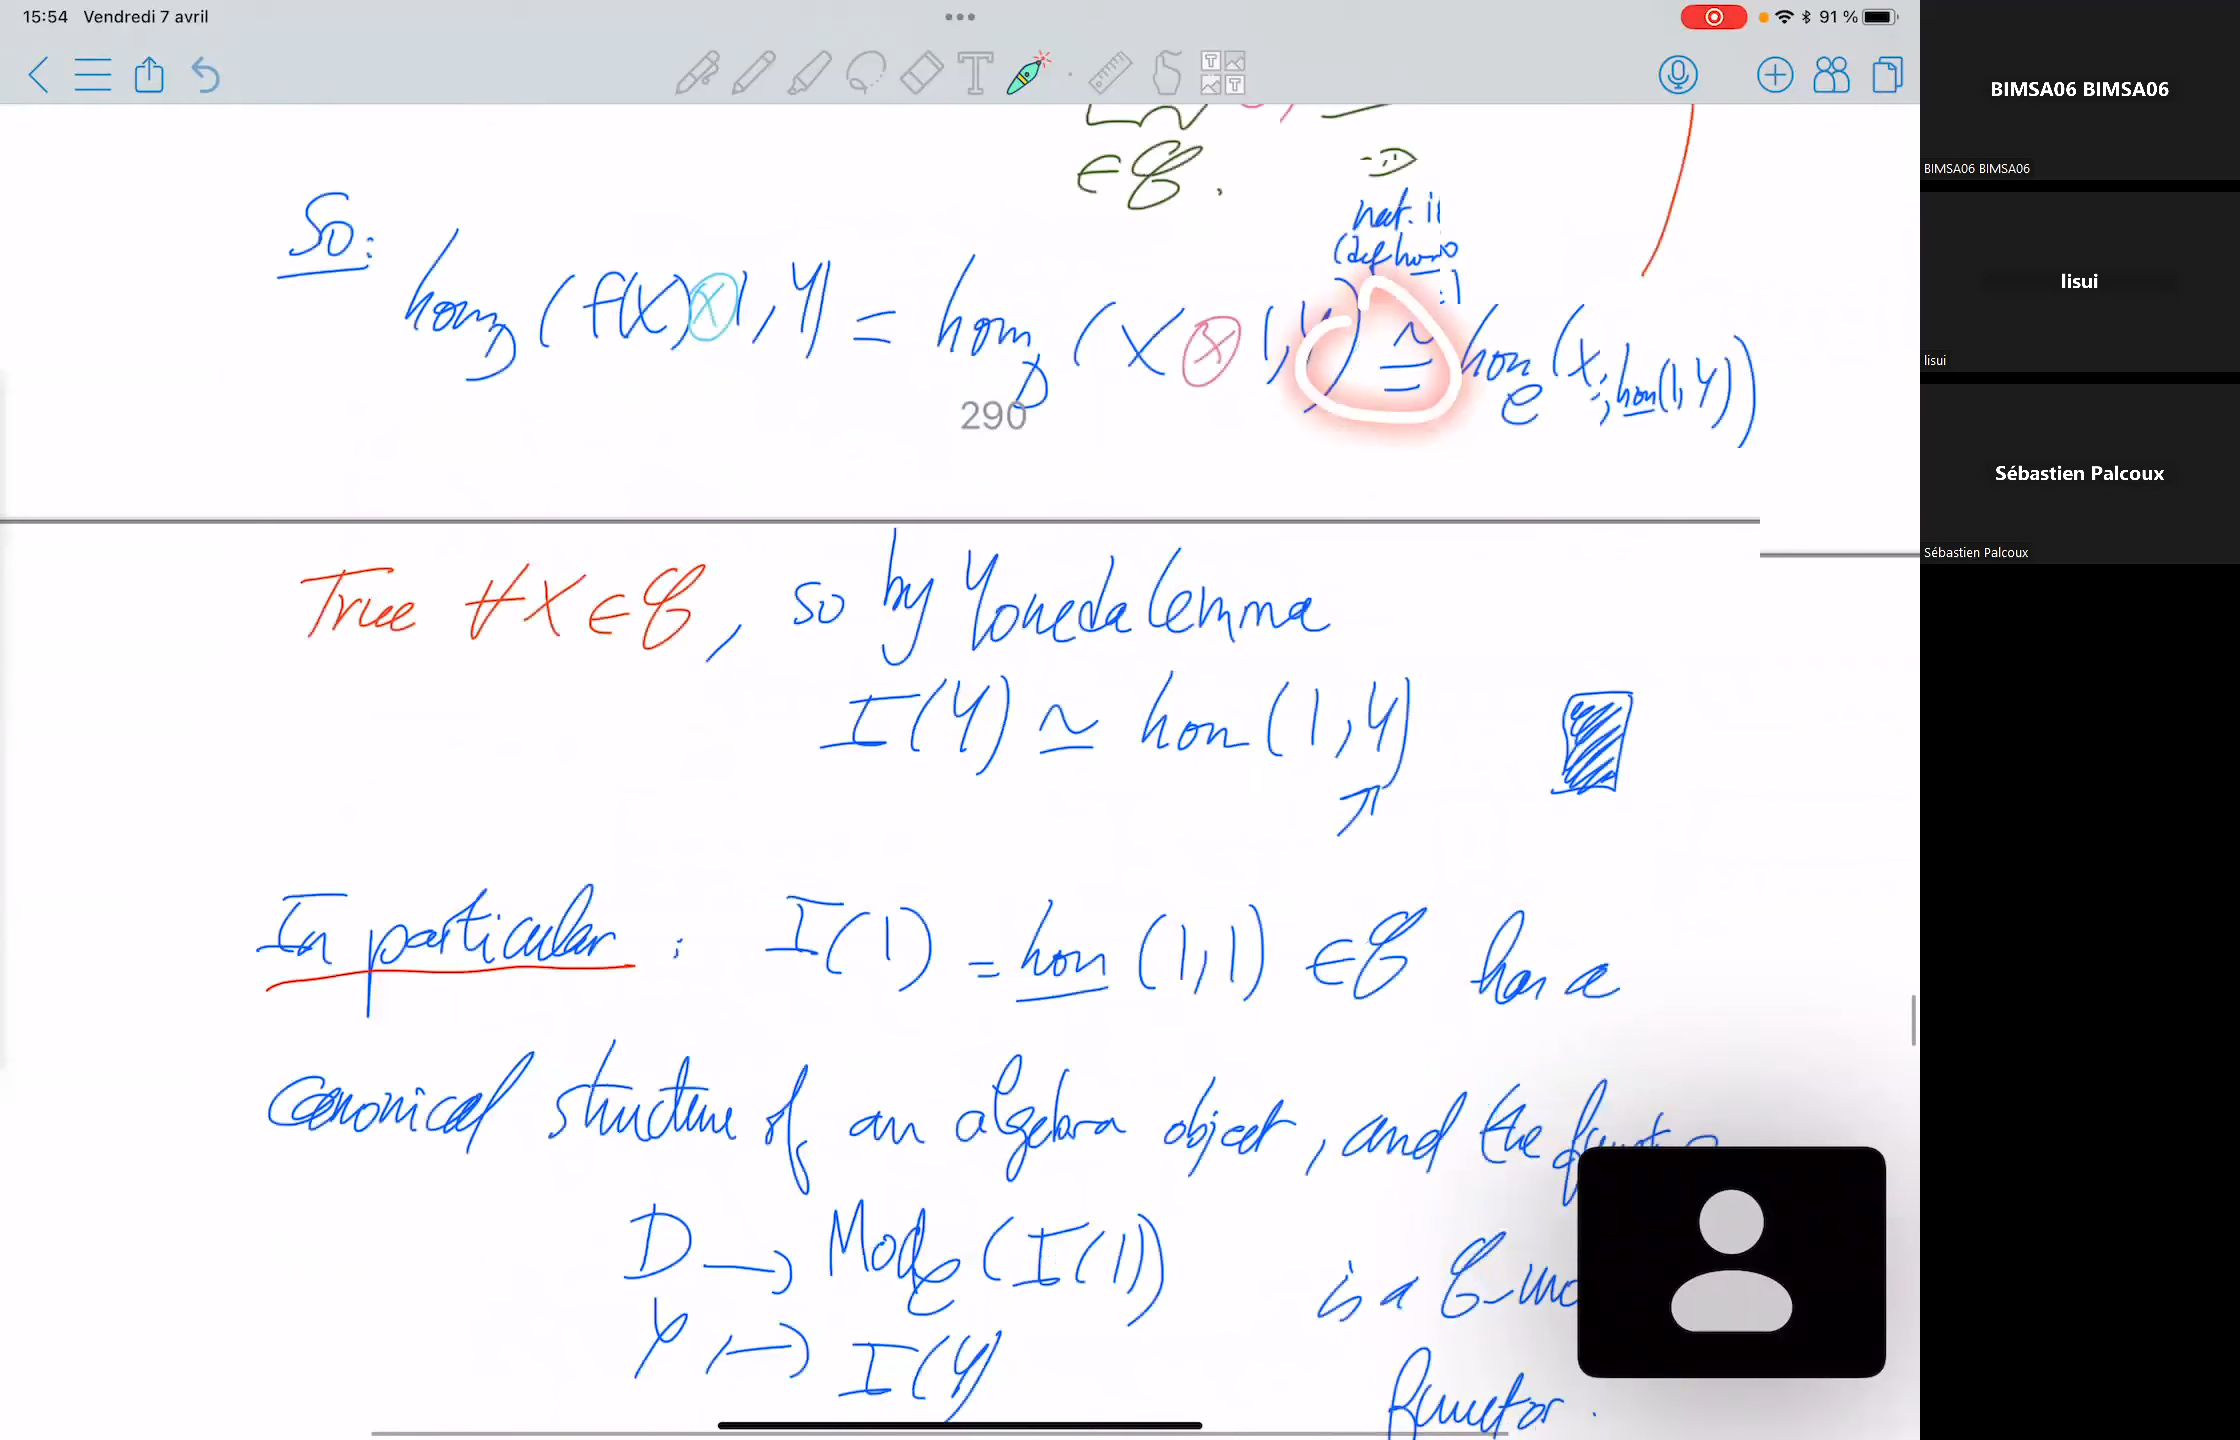 15:54 Vendredi 7 avril
91 %
BIMSA06 BIMSA06
BIMSA06 BIMSA06
lisui
lisui
Sébastien Palcoux
Sébastien Palcoux
∈ 𝒞.
nat. i
(def hom
So: hom_D (F(X) ⊗ 1, Y) = hom_D (X ⊗ 1, Y) ≃ hom_𝒞 (X, hom(1, Y))
290
True ∀ X ∈ 𝒞, so by Yoneda lemma
I(Y) ≃ hom (1, Y)
In particular: I(1) = hom (1,1) ∈ 𝒞 has a
canonical structure of an algebra object, and the
D → Mod_𝒞 (I(1))
Y ↦ I(Y)
is a 𝒞-mo
functor.